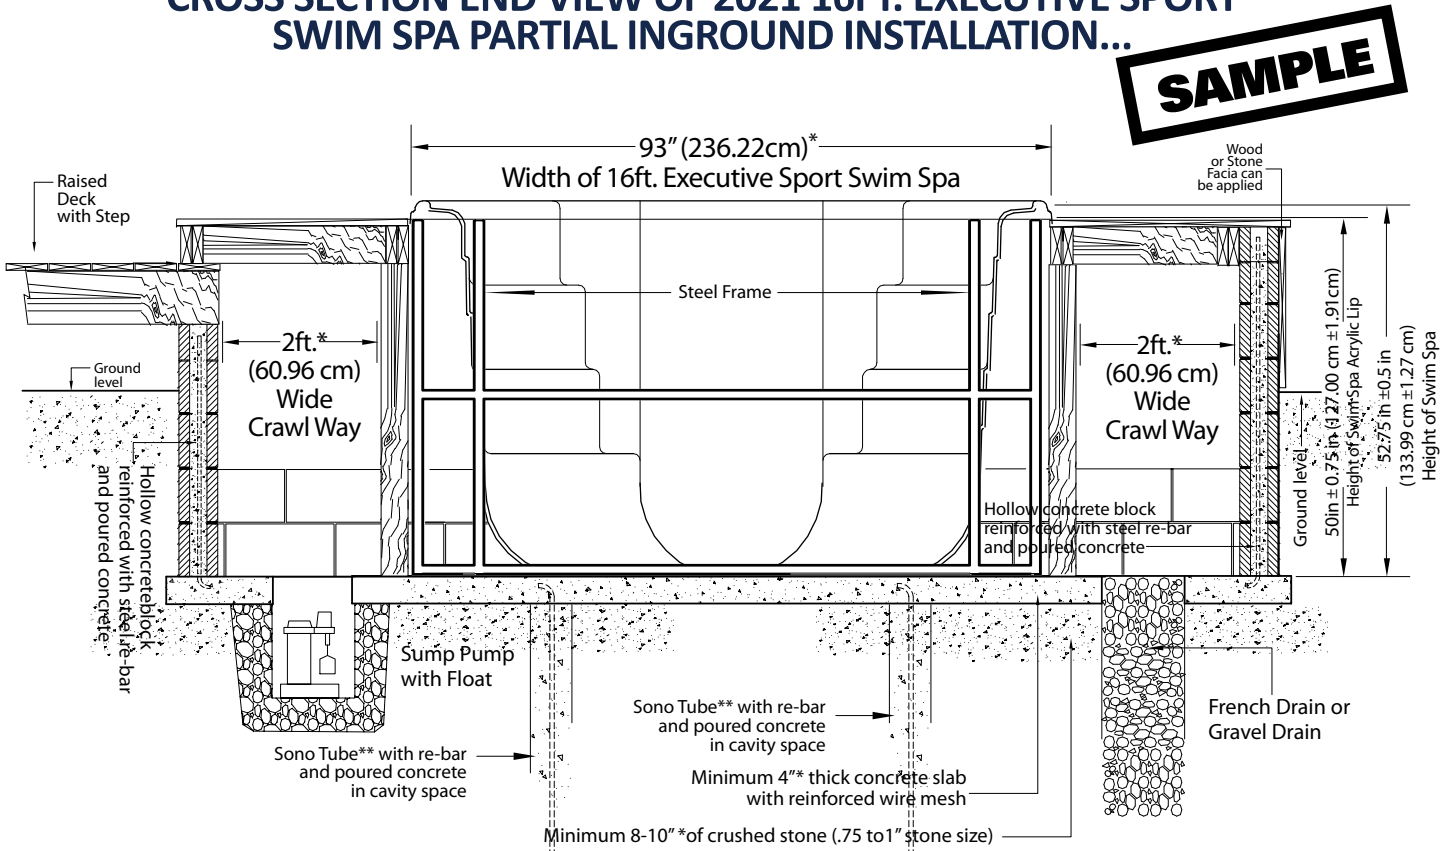 CROSS SECTION END VIEW OF 2021 16FT. EXECUTIVE SPORT
SWIM SPA PARTIAL INGROUND INSTALLATION...
SAMPLE
93” (236.22cm)*
Width of 16ft. Executive Sport Swim Spa
Wood
or Stone
Facia can
be applied
Raised
Deck
with Step
Steel Frame
2ft.*
(60.96 cm)
Wide
Crawl Way
2ft.*
(60.96 cm)
Wide
Crawl Way
Ground
level
Hollow concreteblock
reinforced with steel re-bar
and poured concrete
Hollow concrete block
reinforced with steel re-bar
and poured concrete
Ground level
50in ± 0.75 in (127.00 cm ±1.91cm)
Height of Swim Spa Acrylic Lip
52.75 in ±0.5 in
(133.99 cm ±1.27 cm)
Height of Swim Spa
Sump Pump
with Float
Sono Tube** with re-bar
and poured concrete
in cavity space
Sono Tube** with re-bar
and poured concrete
in cavity space
French Drain or
Gravel Drain
Minimum 4”* thick concrete slab
with reinforced wire mesh
Minimum 8-10” *of crushed stone (.75 to1” stone size)